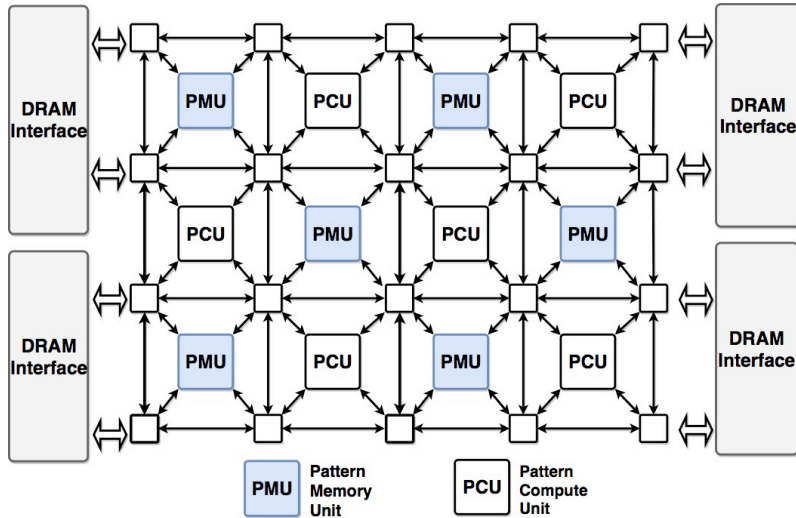 DRAM
Interface
PMU
PCU
PMU
PCU
DRAM
Interface
PCU
PMU
PCU
PMU
DRAM
Interface
PMU
PCU
PMU
PCU
DRAM
Interface
PMU
Pattern
Memory
Unit
PCU
Pattern
Compute
Unit